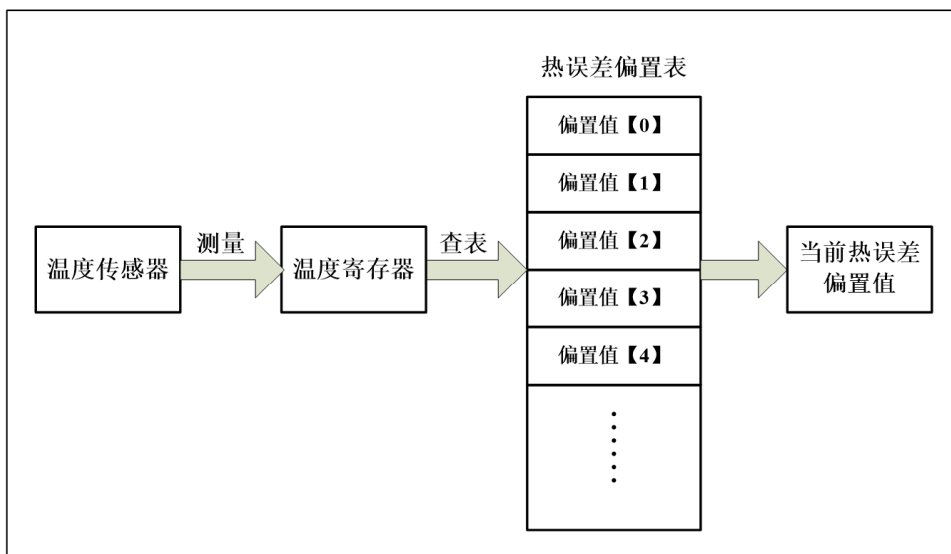 热误差偏置表
偏置值【0】
偏置值【1】
偏置值【2】
偏置值【3】
偏置值【4】
温度传感器
测量
温度寄存器
查表
当前热误差
偏置值